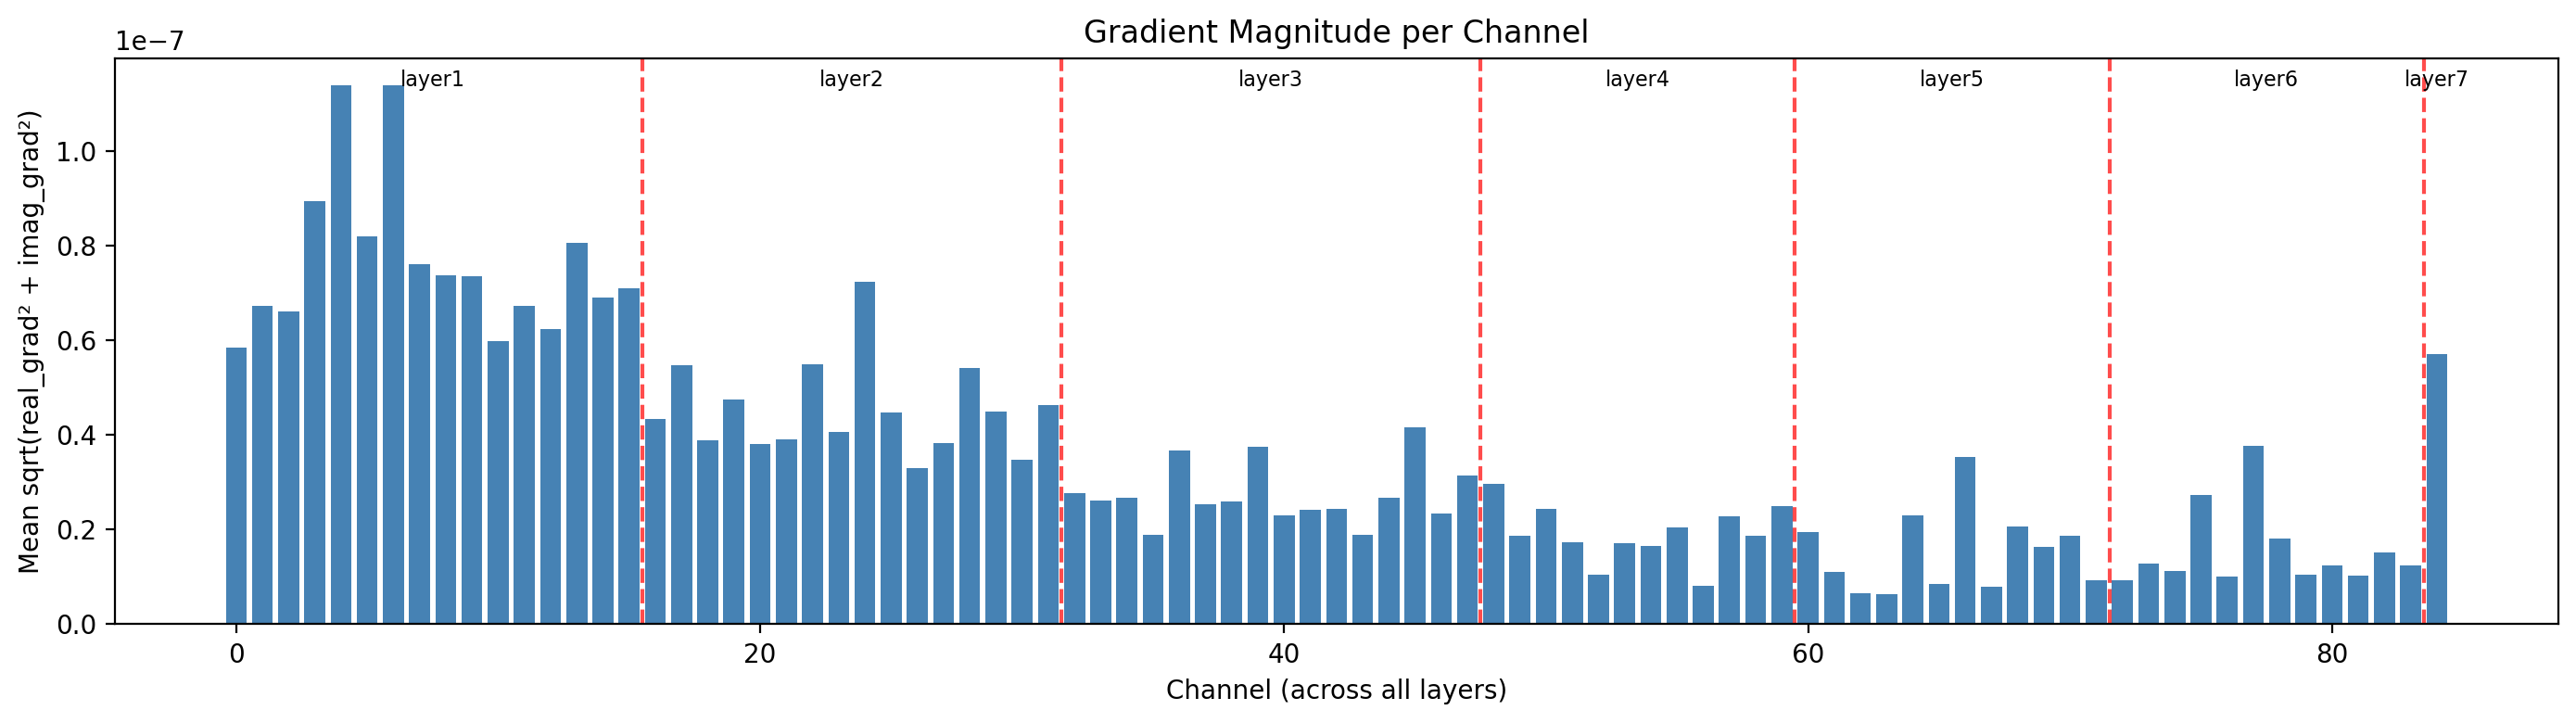 Gradient Magnitude per Channel
1e−7
layer1
layer2
layer3
layer4
layer5
layer6
layer7
Mean sqrt(real_grad² + imag_grad²)
1.0
0.8
0.6
0.4
0.2
0.0
0
20
40
60
80
Channel (across all layers)